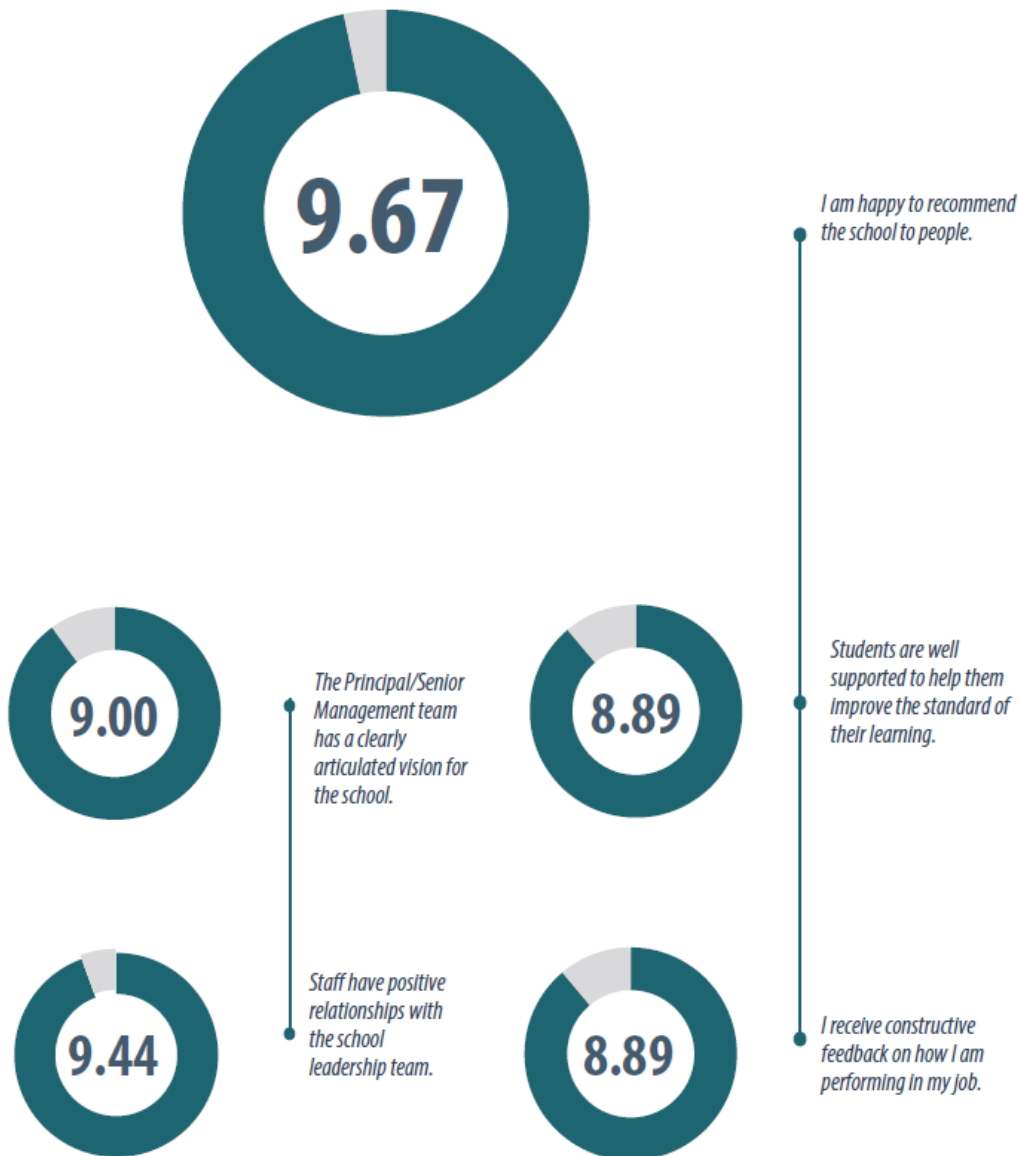 9.67
I am happy to recommend
the school to people.
9.00
The Principal/Senior
Management team
has a clearly
articulated vision for
the school.
8.89
Students are well
supported to help them
improve the standard of
their learning.
9.44
Staff have positive
relationships with
the school
leadership team.
8.89
I receive constructive
feedback on how I am
performing in my job.